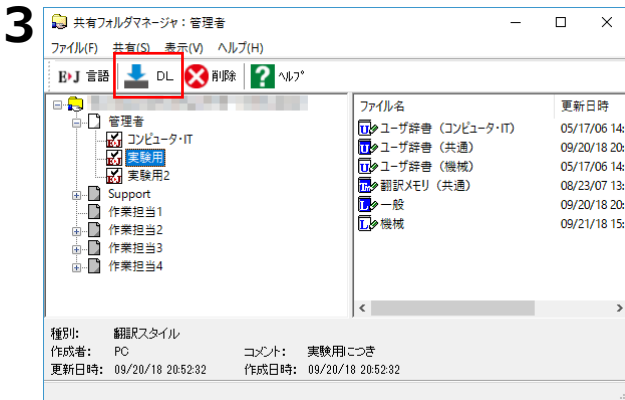 3
共有フォルダマネージャ：管理者
ファイル(F) 共有(S) 表示(V) ヘルプ(H)
E▸J 言語 DL 削除 ? ヘルプ
管理者
コンピュータ・IT
実験用
実験用2
Support
作業担当1
作業担当2
作業担当3
作業担当4
ファイル名 更新日時
ユーザ辞書（コンピュータ・IT） 05/17/06 14:
ユーザ辞書（共通） 09/20/18 20:
ユーザ辞書（機械） 05/17/06 14:
翻訳メモリ（共通） 08/23/07 13:
一般 09/20/18 20:
機械 09/21/18 15:
種別: 翻訳スタイル
作成者: PC コメント: 実験用につき
更新日時: 09/20/18 20:52:32 作成日時: 09/20/18 20:52:32